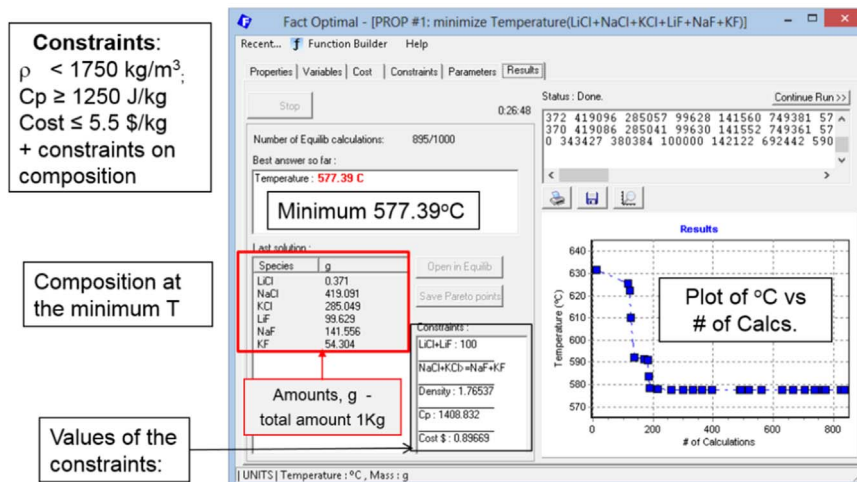 Constraints:
ρ < 1750 kg/m³;
Cp ≥ 1250 J/kg
Cost ≤ 5.5 $/kg
+ constraints on
composition
Composition at
the minimum T
Values of the
constraints:
Fact Optimal - [PROP #1: minimize Temperature(LiCl+NaCl+KCl+LiF+NaF+KF)]
Recent... Function Builder Help
Properties Variables Cost Constraints Parameters Results
Stop
0:26:48
Number of Equilib calculations: 895/1000
Best answer so far :
Temperature : 577.39 C
Minimum 577.39ºC
Last solution :
Species g
LiCl 0.371
NaCl 419.091
KCl 285.049
LiF 99.629
NaF 141.556
KF 54.304
Open in Equilib
Save Pareto points
Constraints :
LiCl+LiF : 100
NaCl+KCl>=NaF+KF
Density : 1.76537
Cp : 1408.832
Cost $ : 0.89669
Amounts, g -
total amount 1Kg
Status : Done.
Continue Run >>
372 419096 285057 99628 141560 749381 57
370 419086 285041 99630 141552 749361 57
0 343427 380384 100000 142122 692442 590
Results
Temperature (ºC)
640
630
620
610
600
590
580
570
0 200 400 600 800
# of Calculations
Plot of ºC vs
# of Calcs.
UNITS | Temperature : ºC , Mass : g